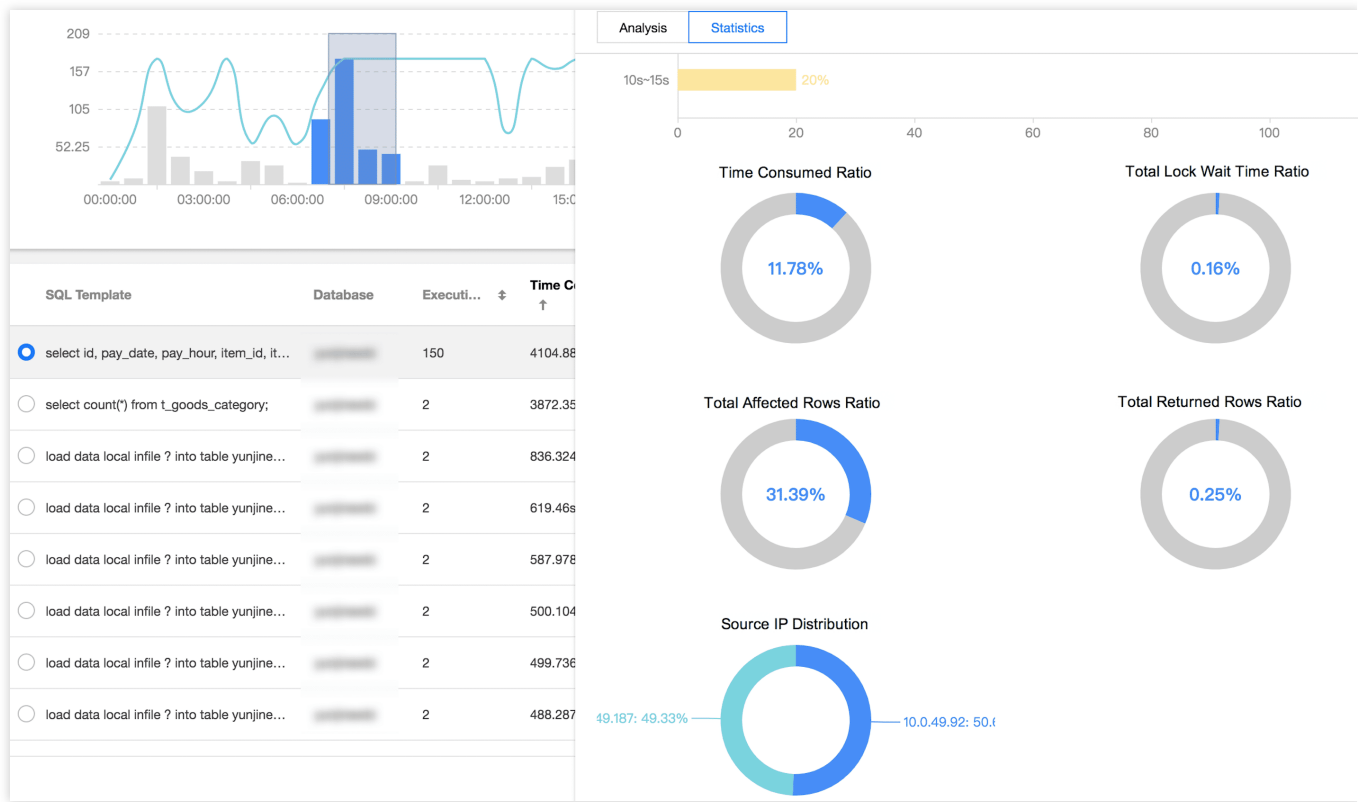 209
157
105
52.25
00:00:00 03:00:00 06:00:00 09:00:00 12:00:00 15:0
SQL Template Database Executi... Time Co
select id, pay_date, pay_hour, item_id, it... 150 4104.88
select count(*) from t_goods_category; 2 3872.35
load data local infile ? into table yunjine... 2 836.324
load data local infile ? into table yunjine... 2 619.46s
load data local infile ? into table yunjine... 2 587.978
load data local infile ? into table yunjine... 2 500.104
load data local infile ? into table yunjine... 2 499.736
load data local infile ? into table yunjine... 2 488.287
Analysis Statistics
10s~15s 20%
0 20 40 60 80 100
Time Consumed Ratio
11.78%
Total Lock Wait Time Ratio
0.16%
Total Affected Rows Ratio
31.39%
Total Returned Rows Ratio
0.25%
Source IP Distribution
49.187: 49.33%
10.0.49.92: 50.6